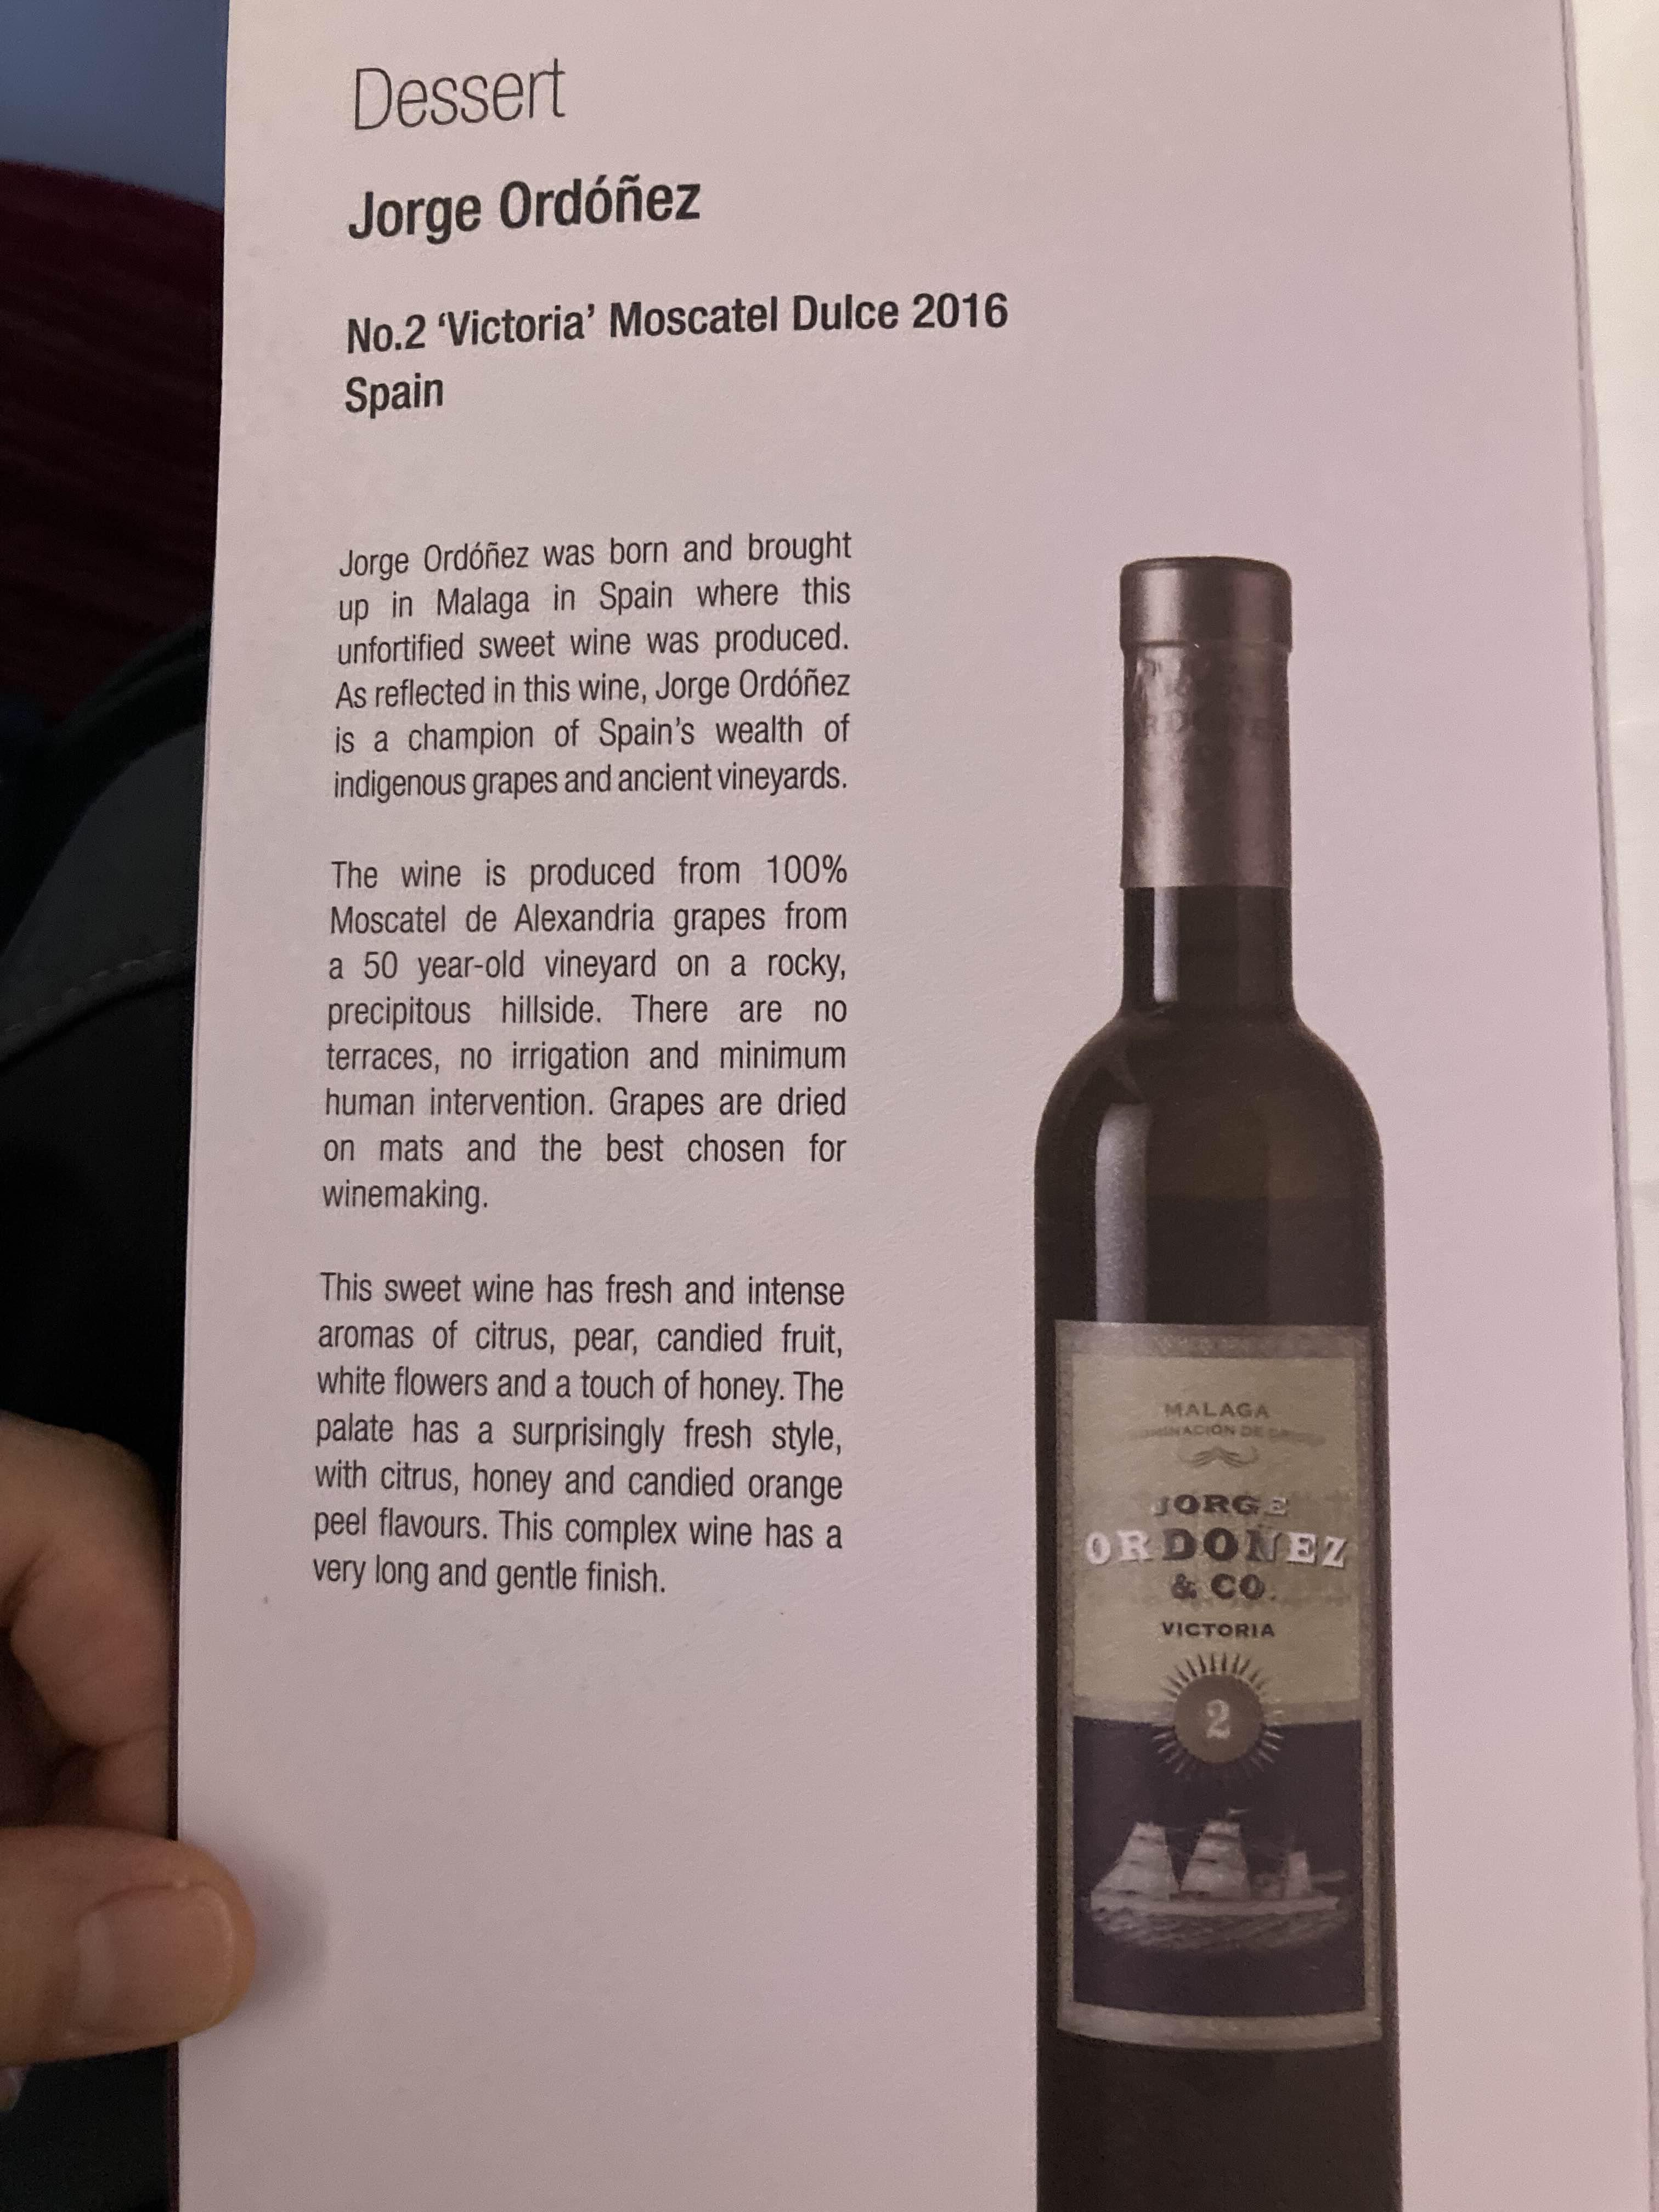 Dessert
Jorge Ordóñez
No.2 ‘Victoria’ Moscatel Dulce 2016
Spain
Jorge Ordóñez was born and brought
up in Malaga in Spain where this
unfortified sweet wine was produced.
As reflected in this wine, Jorge Ordóñez
is a champion of Spain’s wealth of
indigenous grapes and ancient vineyards.
The wine is produced from 100%
Moscatel de Alexandria grapes from
a 50 year-old vineyard on a rocky,
precipitous hillside. There are no
terraces, no irrigation and minimum
human intervention. Grapes are dried
on mats and the best chosen for
winemaking.
This sweet wine has fresh and intense
aromas of citrus, pear, candied fruit,
white flowers and a touch of honey. The
palate has a surprisingly fresh style,
with citrus, honey and candied orange
peel flavours. This complex wine has a
very long and gentle finish.
MALAGA
DE
JORGE
ORDOÑEZ
& CO.
VICTORIA
2